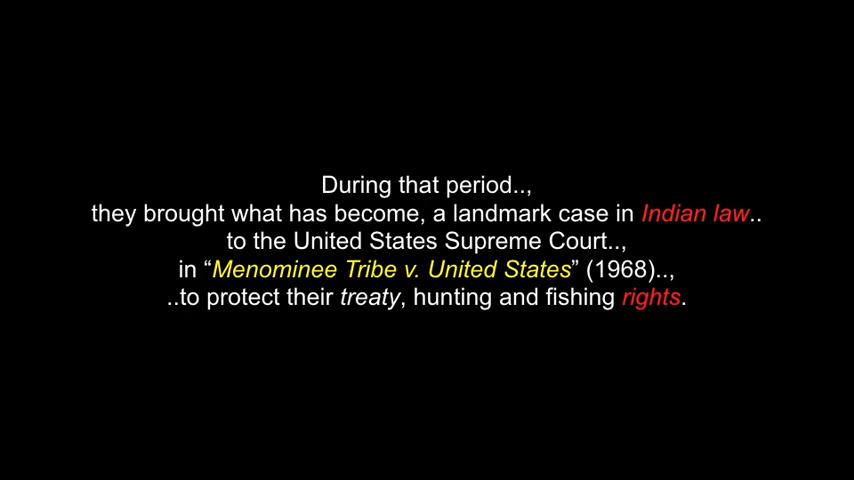 During that period..,
they brought what has become, a landmark case in Indian law..
to the United States Supreme Court..,
in “Menominee Tribe v. United States” (1968)..,
..to protect their treaty, hunting and fishing rights.